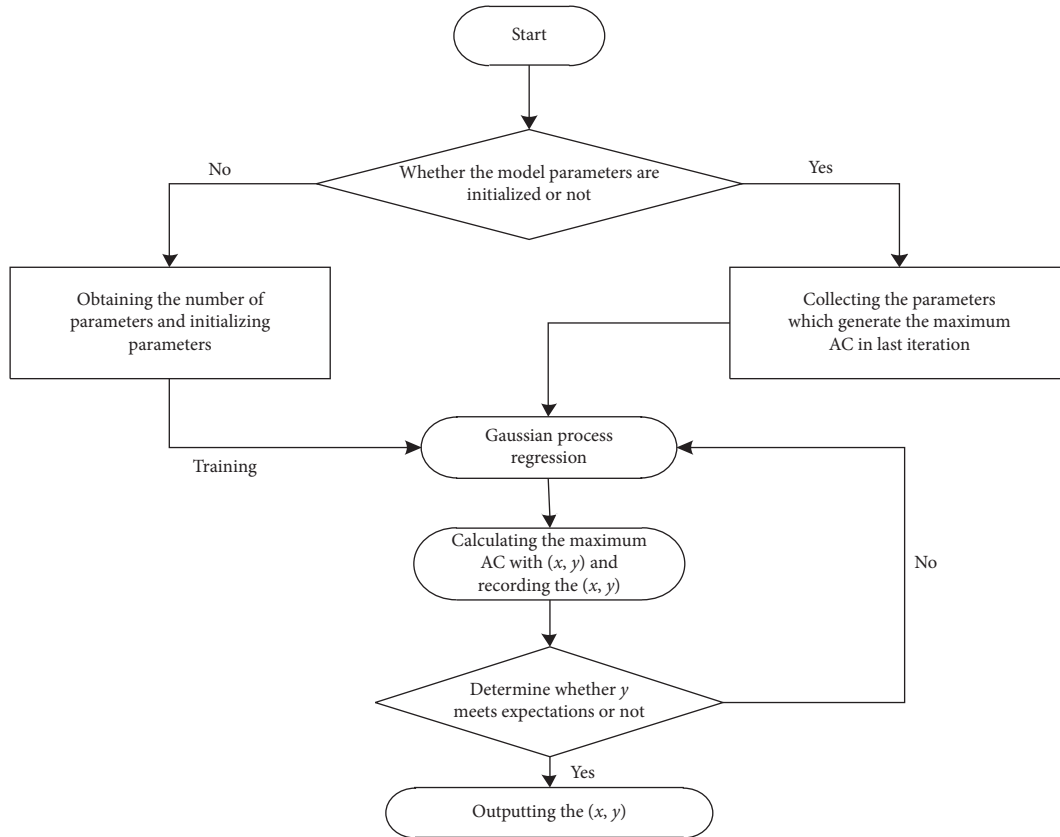 Start
Whether the model parameters are
initialized or not
No
Yes
Obtaining the number of
parameters and initializing
parameters
Collecting the parameters
which generate the maximum
AC in last iteration
Gaussian process
regression
Training
Calculating the maximum
AC with (x, y) and
recording the (x, y)
No
Determine whether y
meets expectations or not
Yes
Outputting the (x, y)